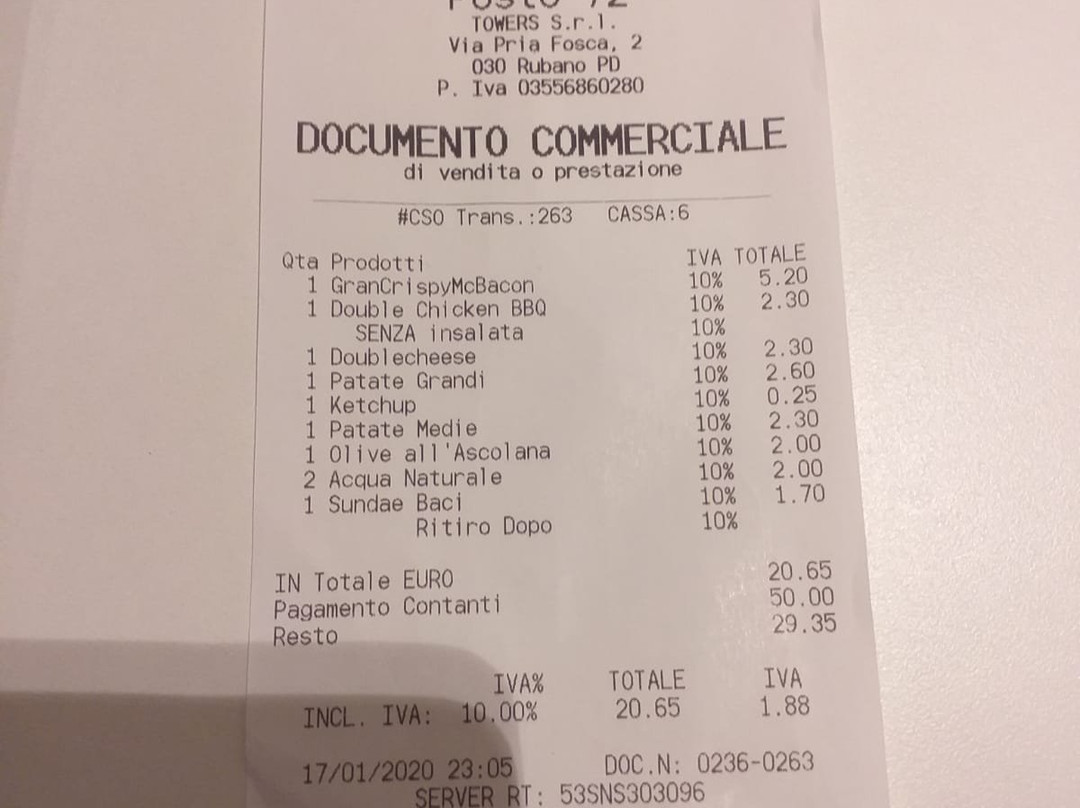 TOWERS S.r.l.
Via Pria Fosca, 2
030 Rubano PD
P. Iva 03556860280
DOCUMENTO COMMERCIALE
di vendita o prestazione
#CSO Trans.:263 CASSA:6
Qta Prodotti IVA TOTALE
1 GranCrispyMcBacon 10% 5.20
1 Double Chicken BBQ 10% 2.30
SENZA insalata 10%
1 Doublecheese 10% 2.30
1 Patate Grandi 10% 2.60
1 Ketchup 10% 0.25
1 Patate Medie 10% 2.30
1 Olive all'Ascolana 10% 2.00
2 Acqua Naturale 10% 2.00
1 Sundae Baci 10% 1.70
Ritiro Dopo 10%
IN Totale EURO 20.65
Pagamento Contanti 50.00
Resto 29.35
IVA% TOTALE IVA
INCL. IVA: 10.00% 20.65 1.88
17/01/2020 23:05 DOC.N: 0236-0263
SERVER RT: 53SNS303096